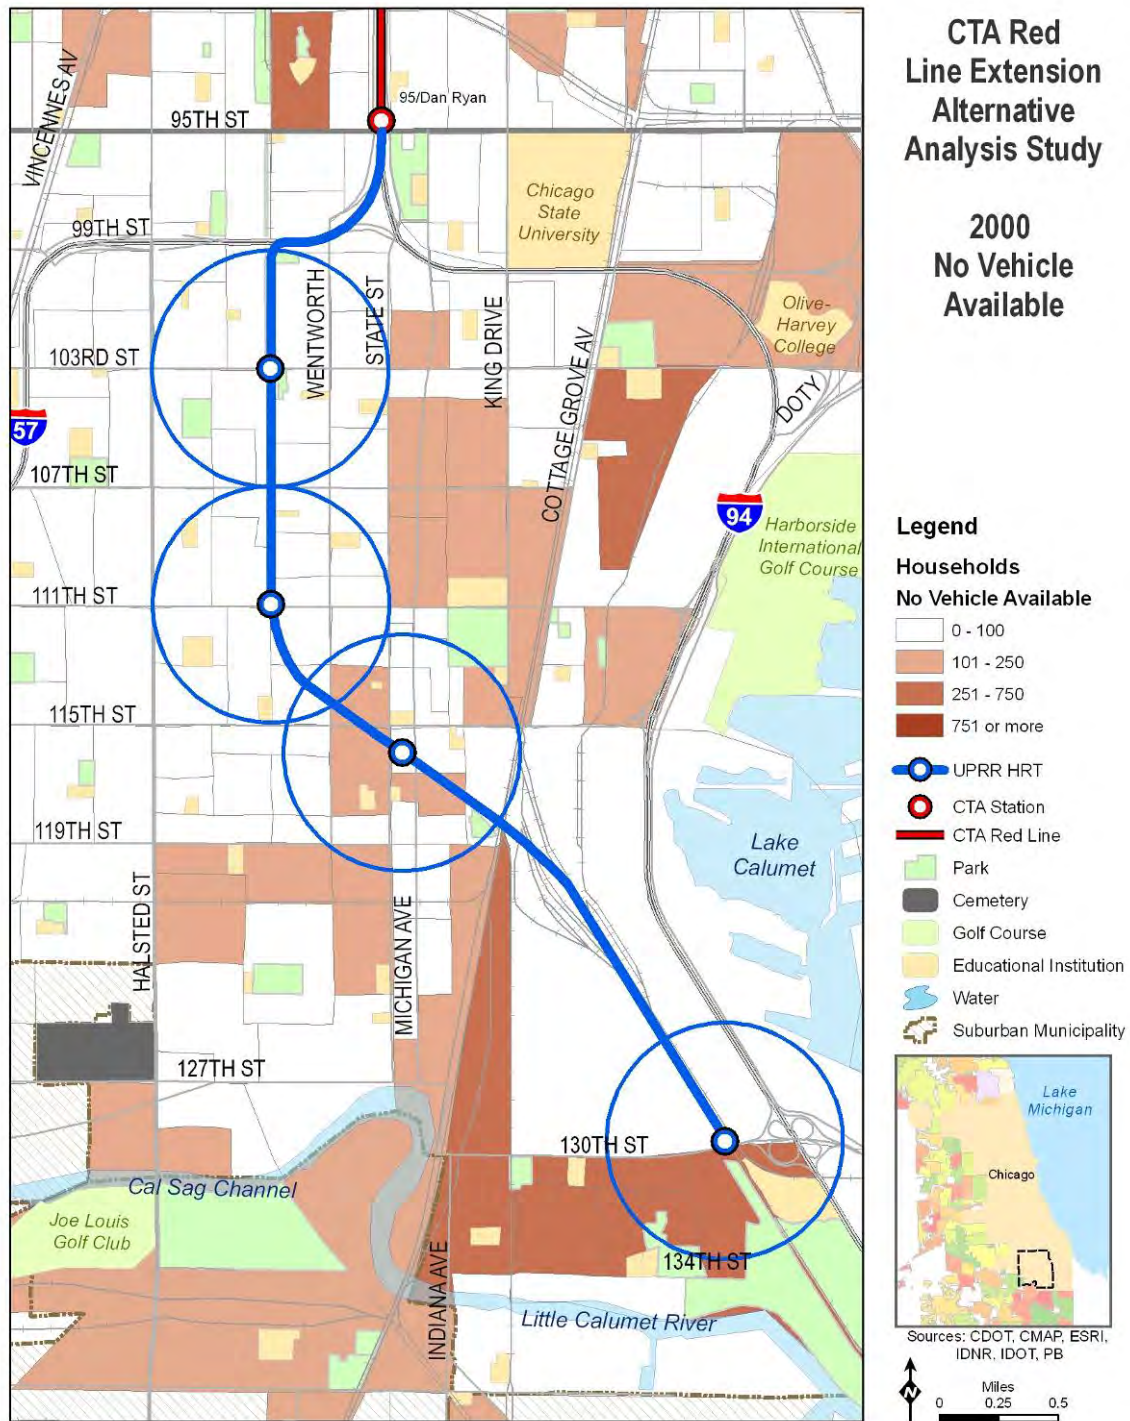 CTA Red
Line Extension
Alternative
Analysis Study
2000
No Vehicle
Available
VINCENNES AV
95TH ST
95/Dan Ryan
Chicago
State
University
99TH ST
WENTWORTH
STATE ST
KING DRIVE
COTTAGE GROVE AV
Olive-
Harvey
College
103RD ST
DOTY
57
107TH ST
94
Harborside
International
Golf Course
111TH ST
115TH ST
119TH ST
Lake
Calumet
HALSTED ST
MICHIGAN AVE
127TH ST
130TH ST
Cal Sag Channel
Joe Louis
Golf Club
134TH ST
INDIANA AVE
Little Calumet River
Legend
Households
No Vehicle Available
0 - 100
101 - 250
251 - 750
751 or more
UPRR HRT
CTA Station
CTA Red Line
Park
Cemetery
Golf Course
Educational Institution
Water
Suburban Municipality
Lake
Michigan
Chicago
Sources: CDOT, CMAP, ESRI,
IDNR, IDOT, PB
N
Miles
0 0.25 0.5